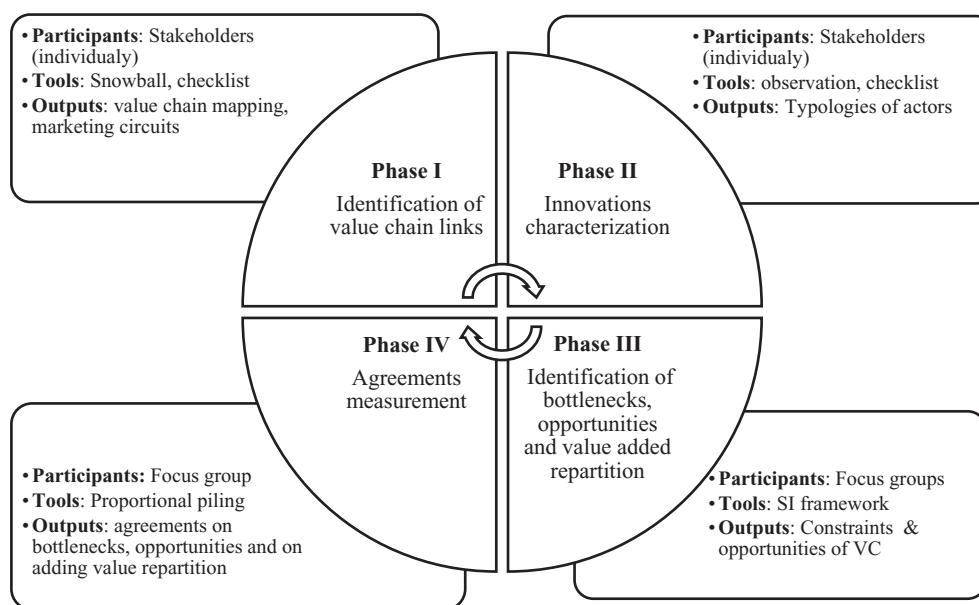 • Participants: Stakeholders
(individualy)
• Tools: Snowball, checklist
• Outputs: value chain mapping,
marketing circuits
• Participants: Stakeholders
(individualy)
• Tools: observation, checklist
• Outputs: Typologies of actors
Phase I
Identification of
value chain links
Phase II
Innovations
characterization
Phase IV
Agreements
measurement
Phase III
Identification of
bottlenecks,
opportunities
and value added
repartition
• Participants: Focus group
• Tools: Proportional piling
• Outputs: agreements on
bottlenecks, opportunities and on
adding value repartition
• Participants: Focus groups
• Tools: SI framework
• Outputs: Constraints &
opportunities of VC